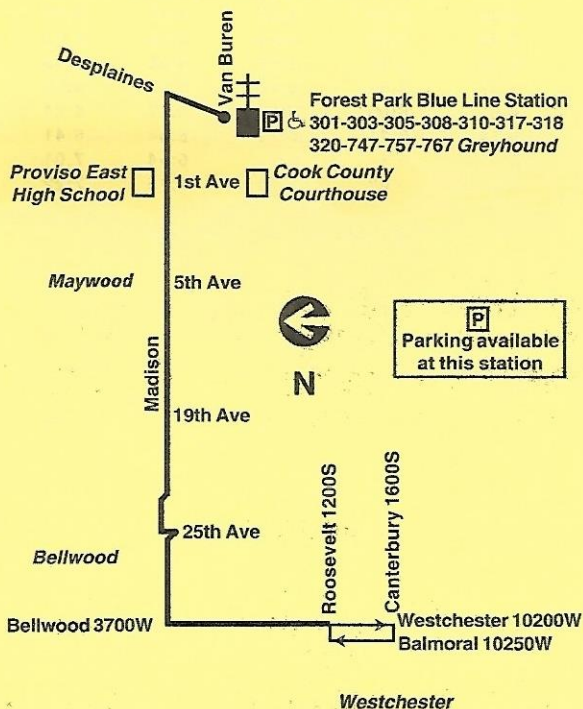 Desplaines
Van Buren
P
Forest Park Blue Line Station
301-303-305-308-310-317-318
320-747-757-767 Greyhound
Proviso East
High School
1st Ave
Cook County
Courthouse
Maywood
5th Ave
N
P
Parking available
at this station
Madison
19th Ave
25th Ave
Bellwood
Roosevelt 1200S
Canterbury 1600S
Bellwood 3700W
Westchester 10200W
Balmoral 10250W
Westchester